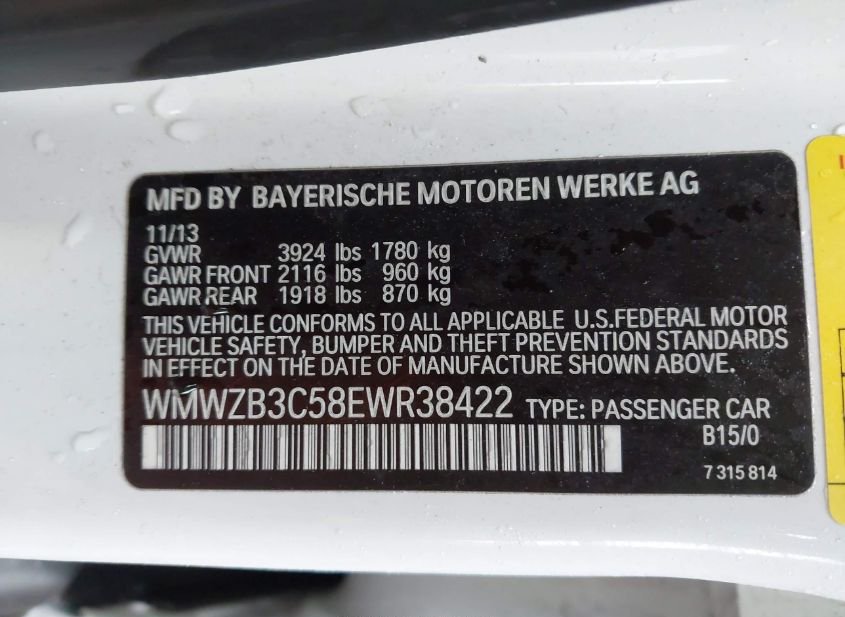 MFD BY BAYERISCHE MOTOREN WERKE AG
11/13
GVWR 3924 lbs 1780 kg
GAWR FRONT 2116 lbs 960 kg
GAWR REAR 1918 lbs 870 kg
THIS VEHICLE CONFORMS TO ALL APPLICABLE U.S.FEDERAL MOTOR
VEHICLE SAFETY, BUMPER AND THEFT PREVENTION STANDARDS
IN EFFECT ON THE DATE OF MANUFACTURE SHOWN ABOVE.
WMWZB3C58EWR38422 TYPE: PASSENGER CAR
B15/0
7 315 814